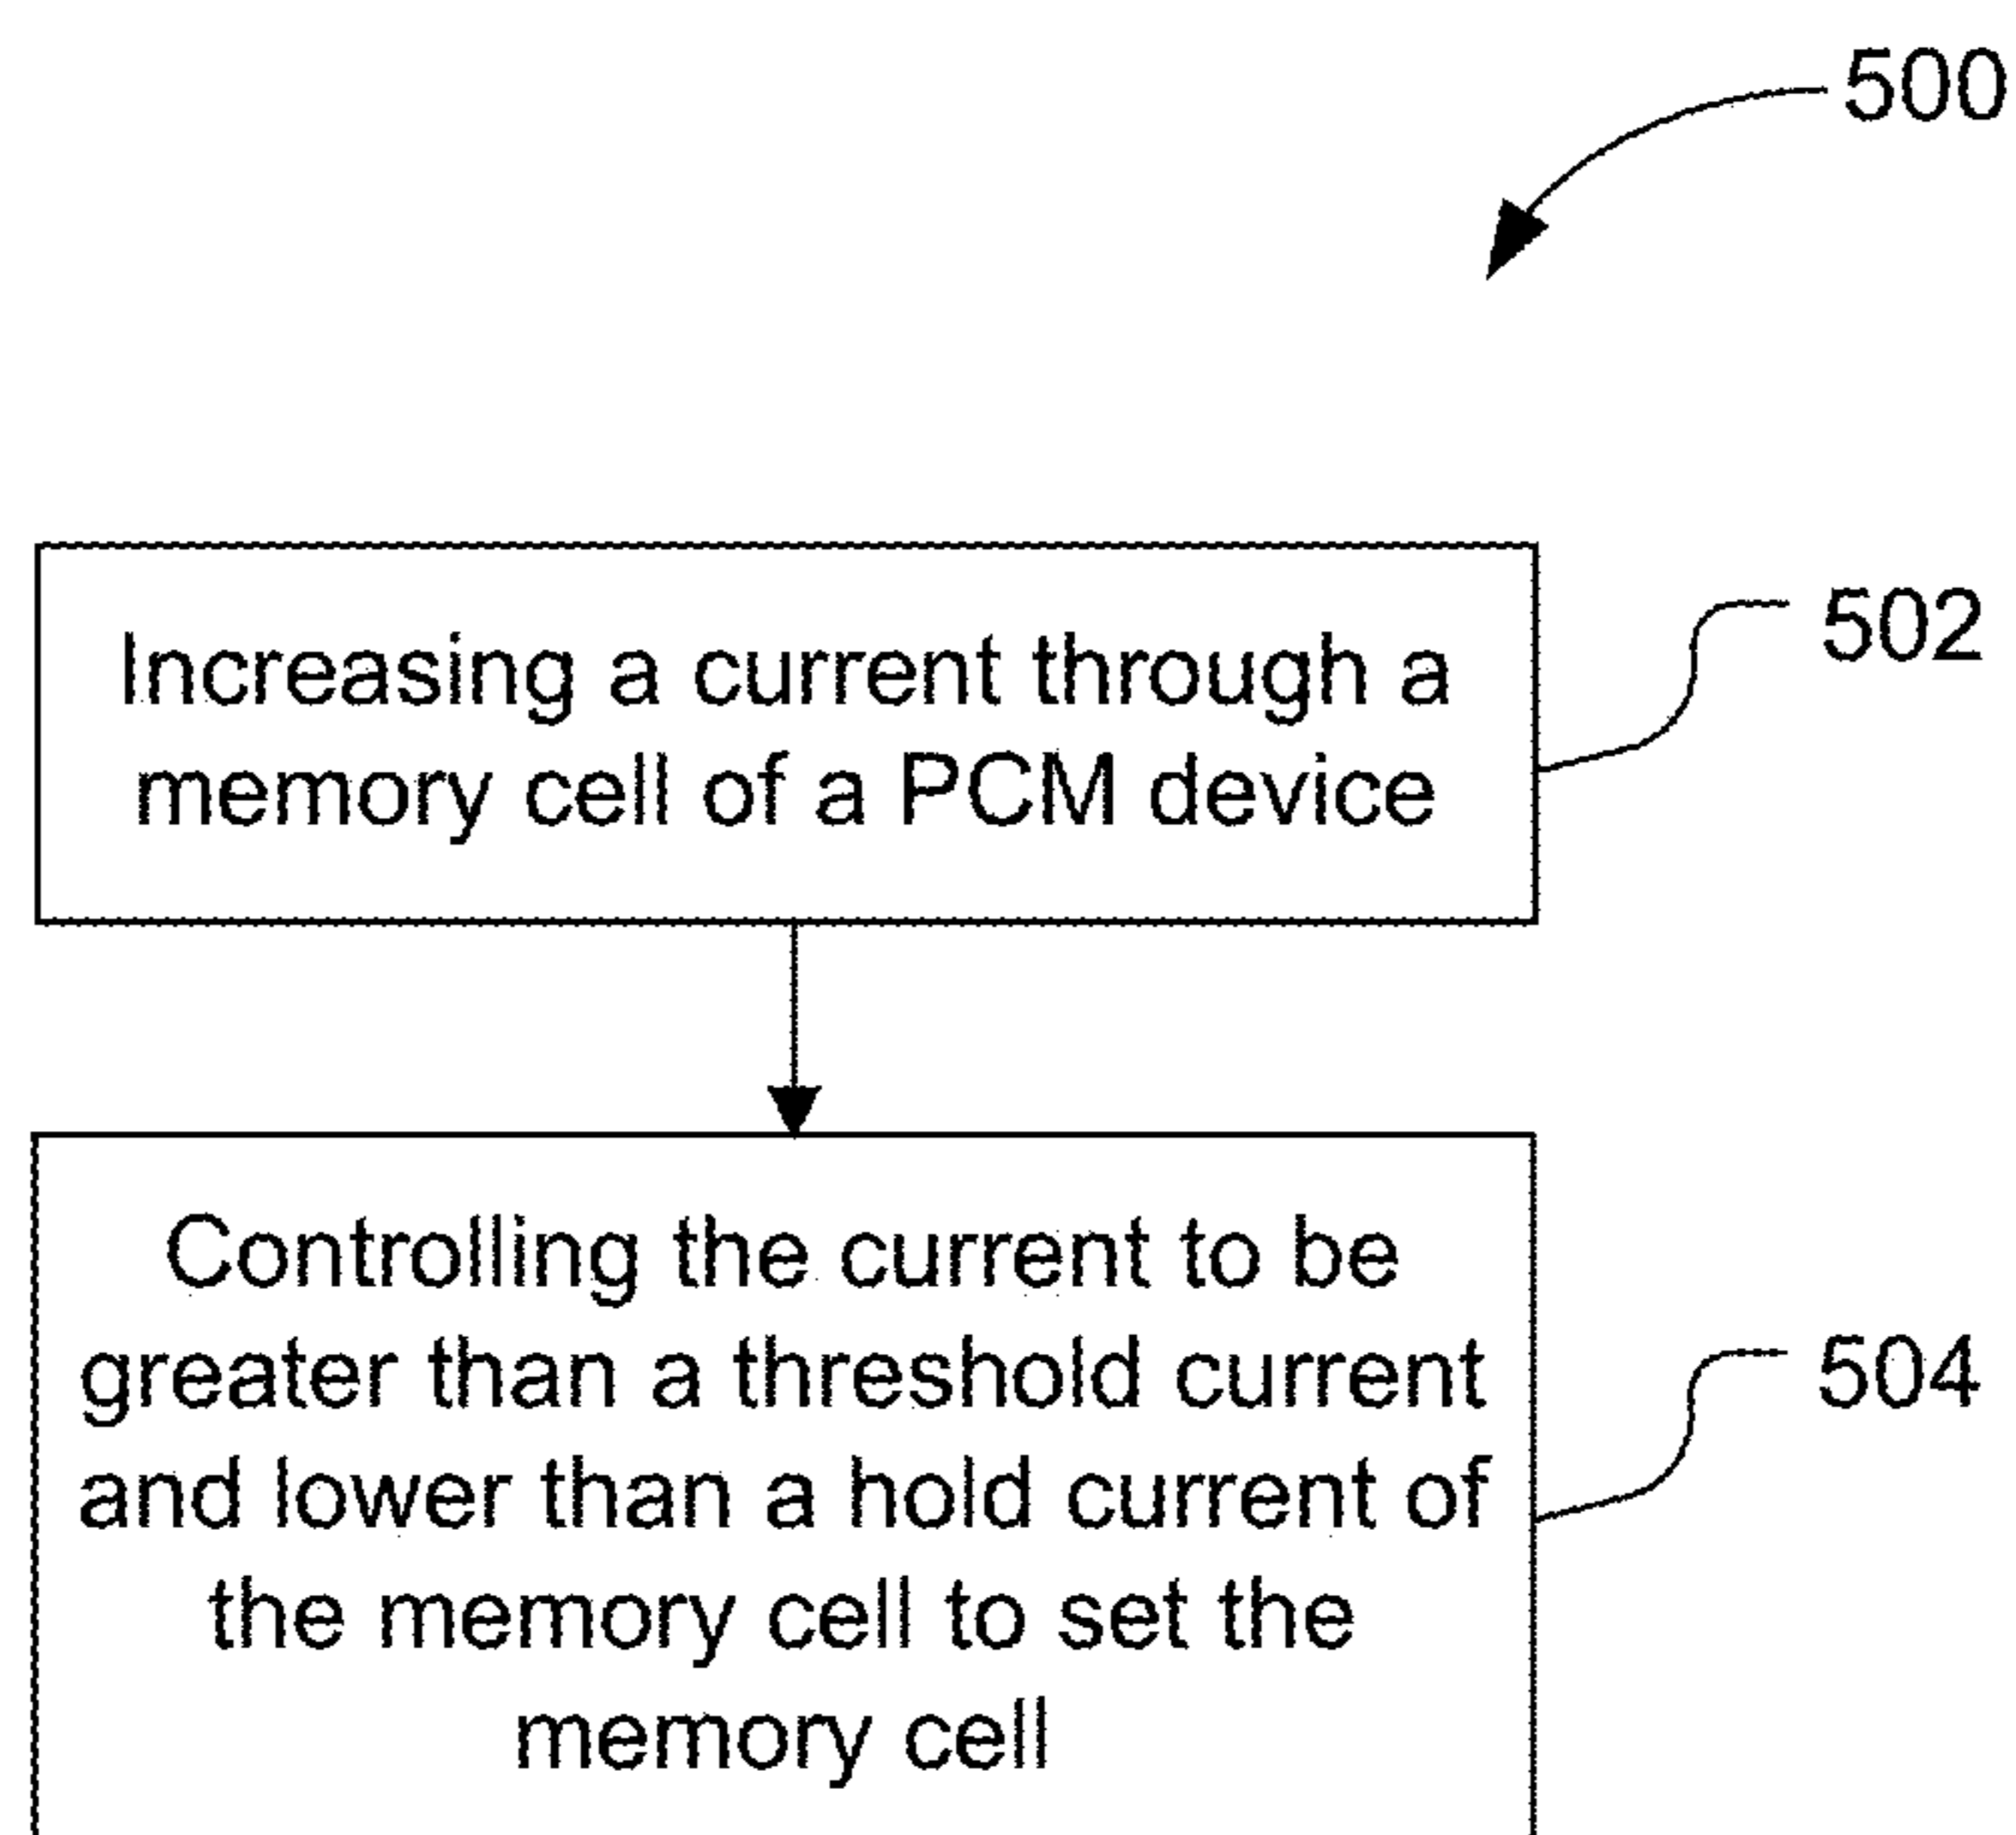 500
Increasing a current through a
memory cell of a PCM device
502
Controlling the current to be
greater than a threshold current
and lower than a hold current of
the memory cell to set the
memory cell
504